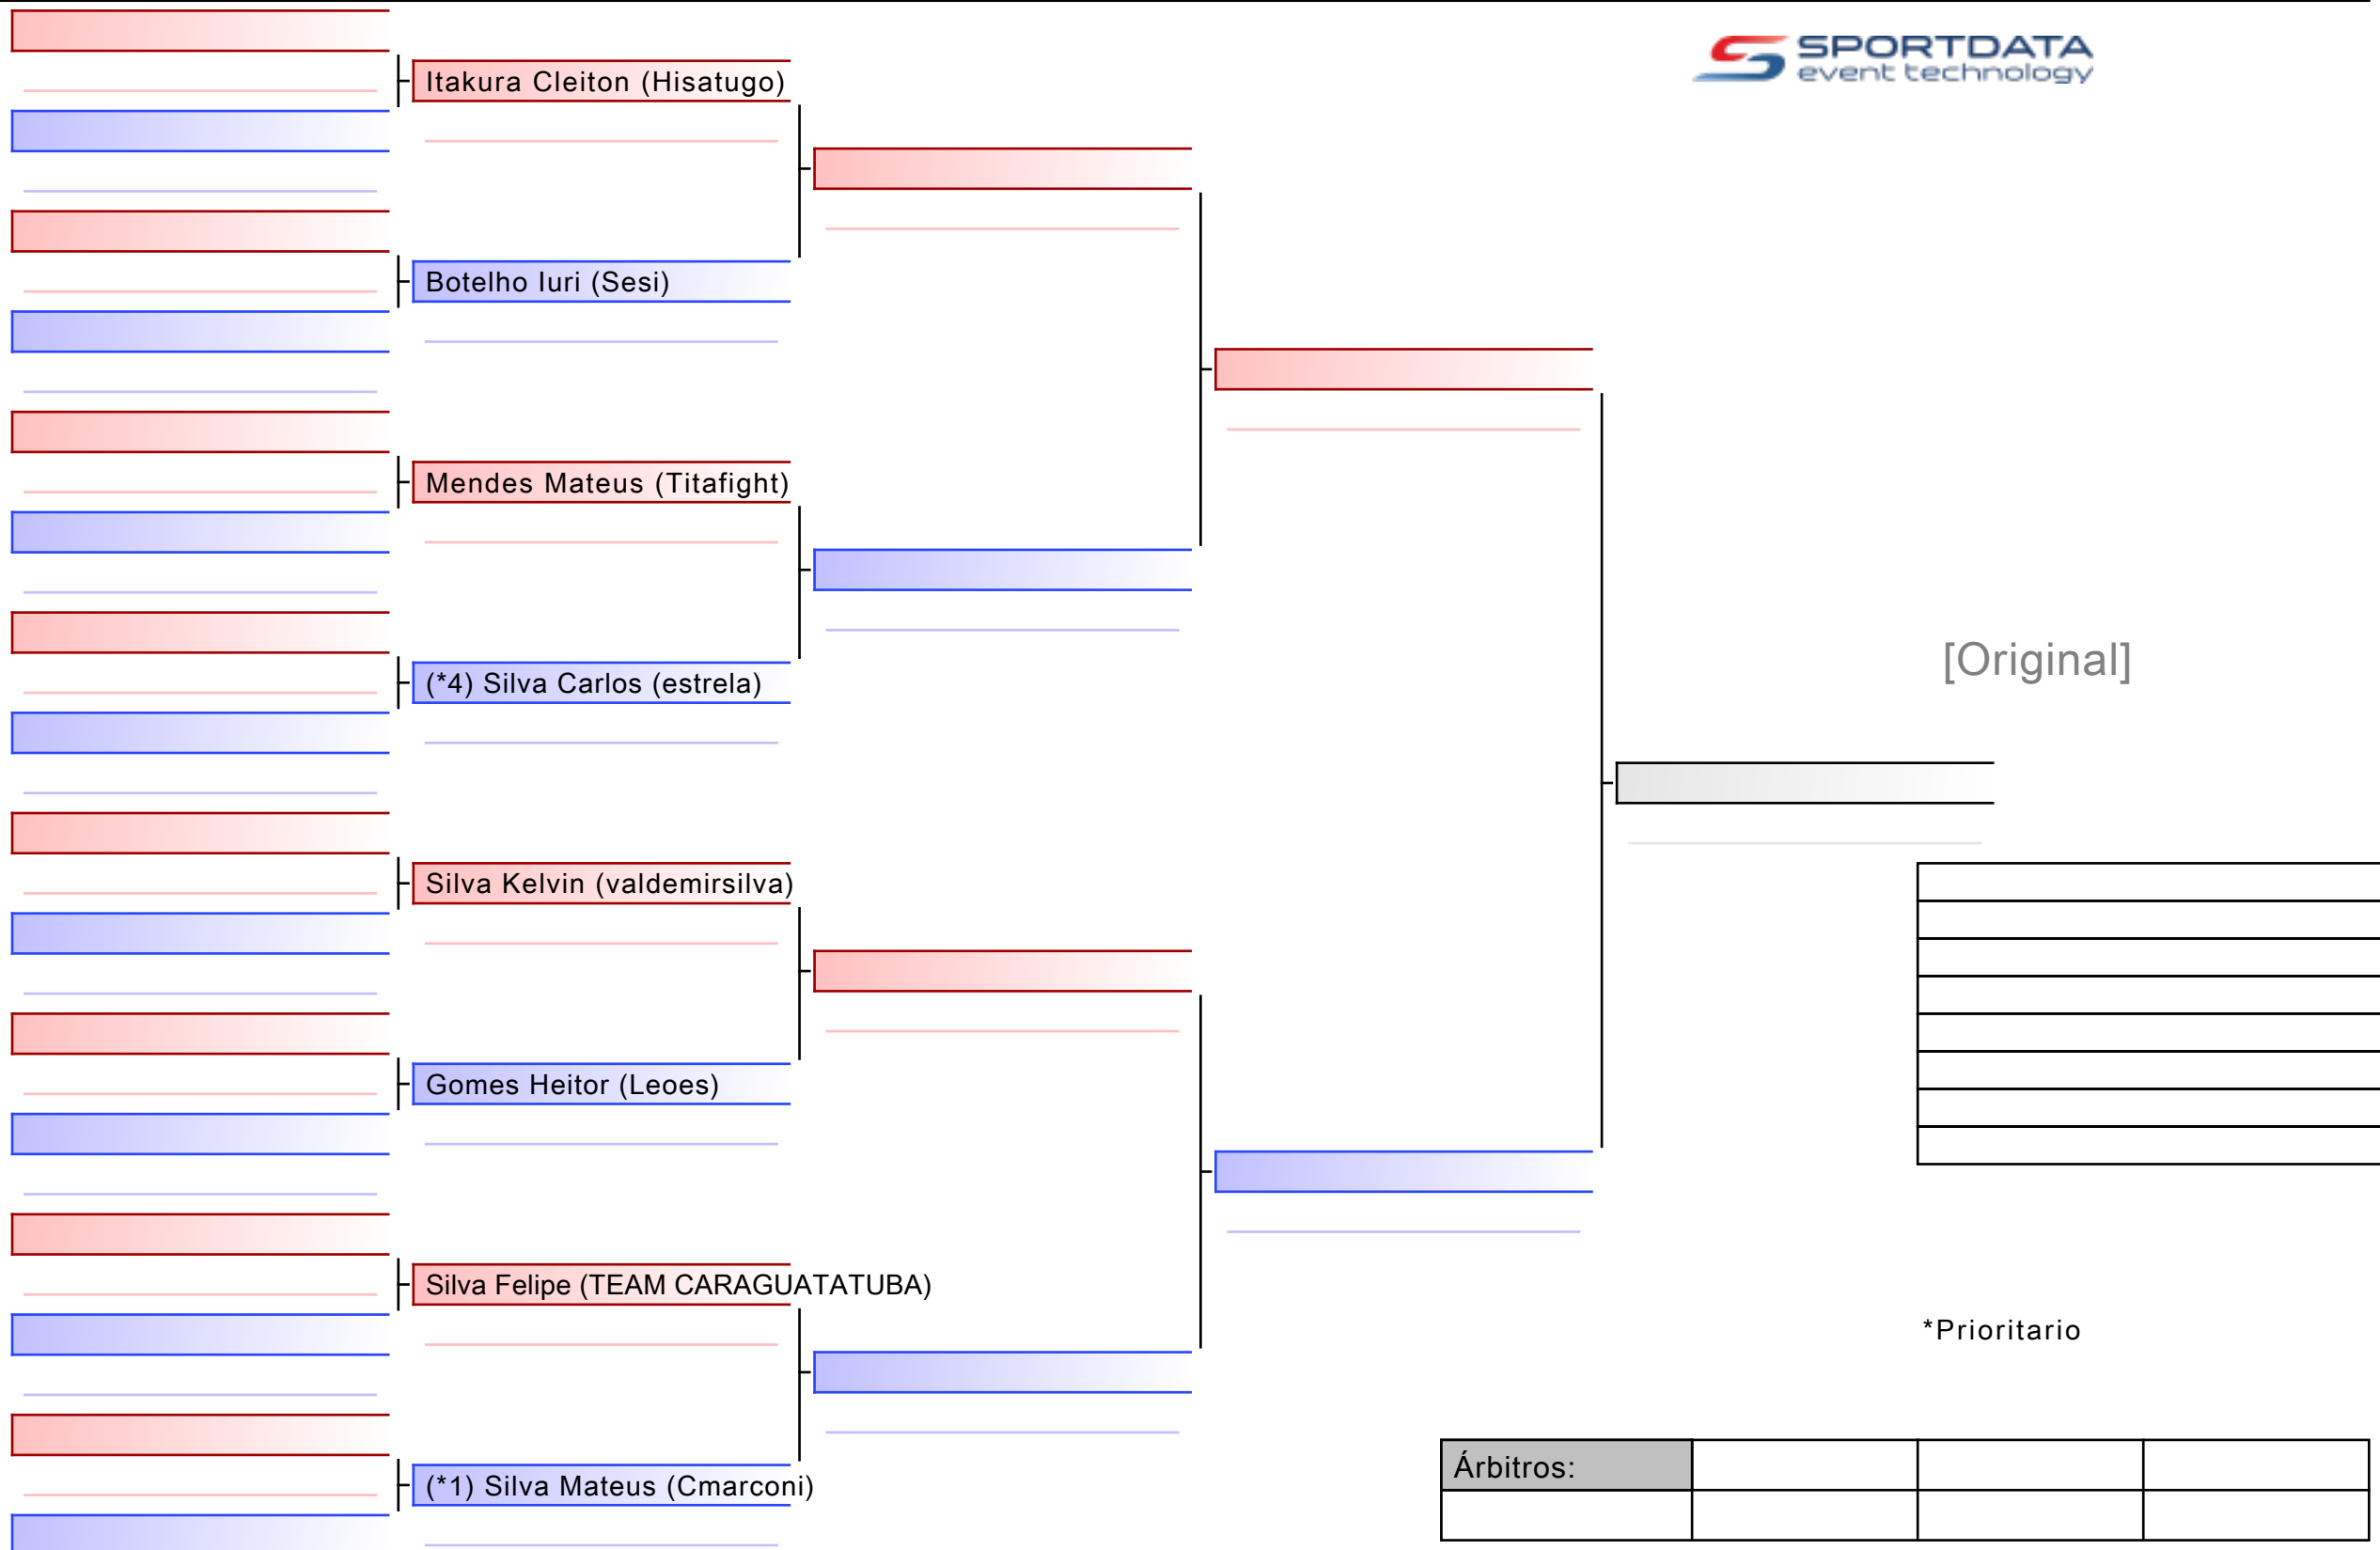 SPORTDATA
event technology
Itakura Cleiton (Hisatugo)
Botelho Iuri (Sesi)
Mendes Mateus (Titafight)
[Original]
(*4) Silva Carlos (estrela)
Silva Kelvin (valdemirsilva)
Gomes Heitor (Leoes)
Silva Felipe (TEAM CARAGUATATUBA)
*Prioritario
Árbitros:
(*1) Silva Mateus (Cmarconi)